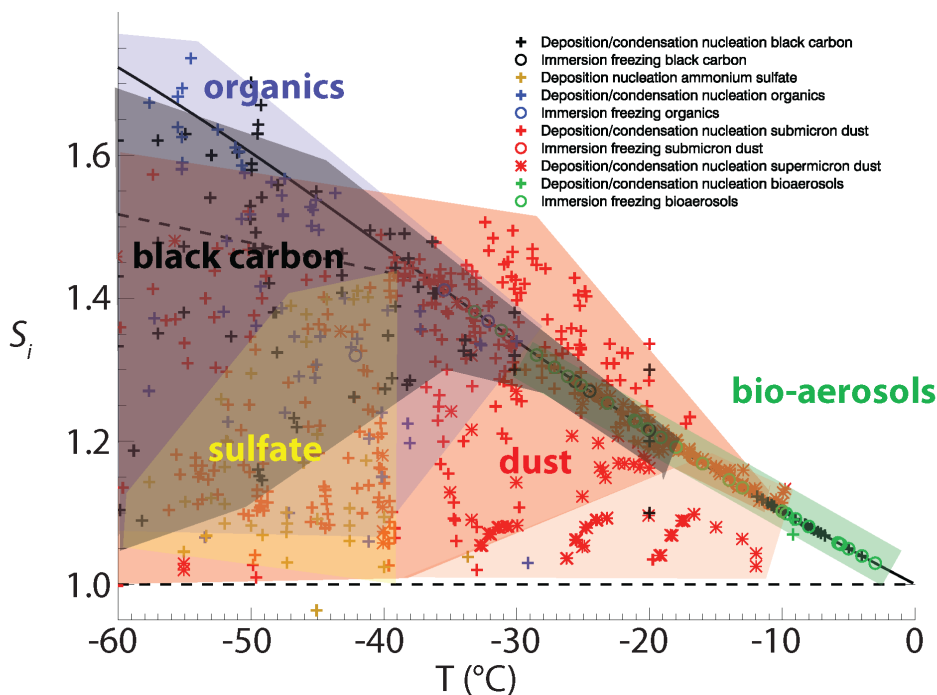 Deposition/condensation nucleation black carbon
Immersion freezing black carbon
Deposition nucleation ammonium sulfate
Deposition/condensation nucleation organics
Immersion freezing organics
Deposition/condensation nucleation submicron dust
Immersion freezing submicron dust
Deposition/condensation nucleation supermicron dust
Deposition/condensation nucleation bioaerosols
Immersion freezing bioaerosols
organics
black carbon
bio-aerosols
sulfate
dust
1.6
1.4
1.2
1.0
Si
-60 -50 -40 -30 -20 -10 0
T (°C)